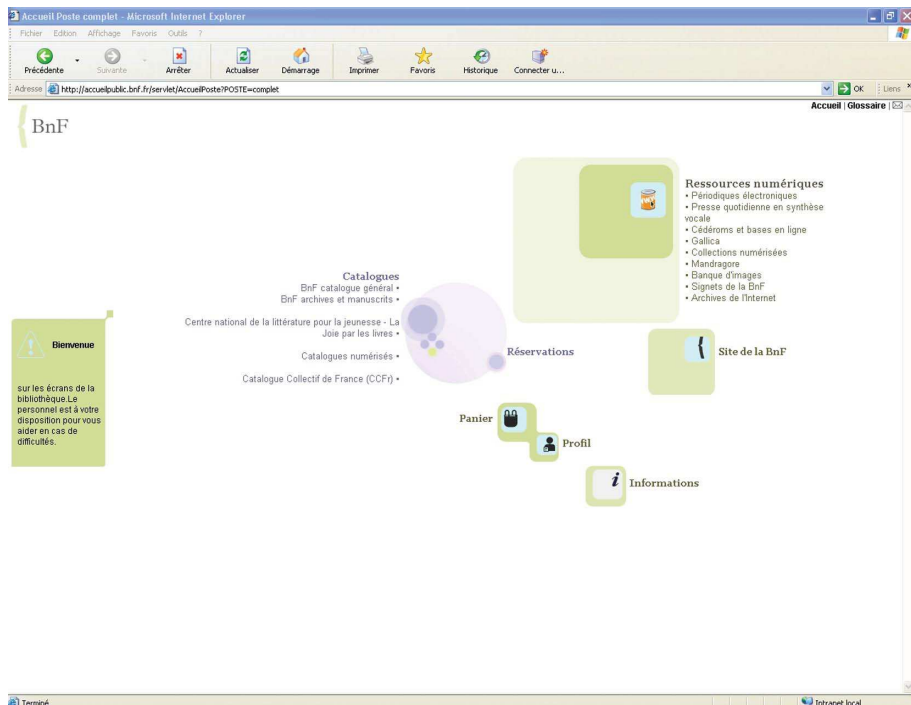 Accueil Poste complet - Microsoft Internet Explorer
Fichier Edition Affichage Favoris Outils ?
Précédente Suivante Arrêter Actualiser Démarrage Imprimer Favoris Historique Connecter u...
Adresse http://accueilpublic.bnf.fr/servlet/AccueilPoste?POSTE=complet OK Liens »
Accueil | Glossaire |
BnF
Ressources numériques
• Périodiques électroniques
• Presse quotidienne en synthèse
vocale
• Cédéroms et bases en ligne
• Gallica
• Collections numérisées
• Mandragore
• Banque d'images
• Signets de la BnF
• Archives de l'Internet
Catalogues
BnF catalogue général •
BnF archives et manuscrits •
Centre national de la littérature pour la jeunesse - La
Joie par les livres •
Catalogues numérisés •
Catalogue Collectif de France (CCFr) •
Réservations
Site de la BnF
Bienvenue
sur les écrans de la
bibliothèque.Le
personnel est à votre
disposition pour vous
aider en cas de
difficultés.
Panier
Profil
i Informations
Terminé Intranet local